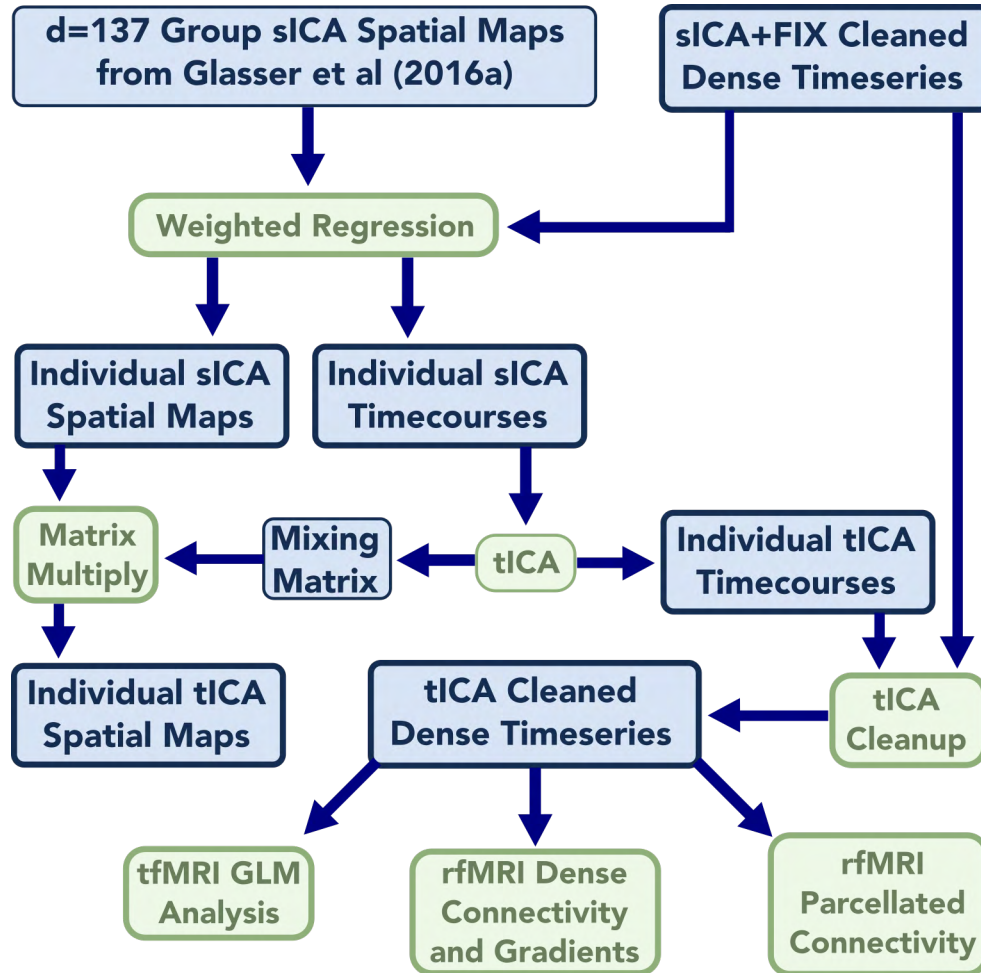 d=137 Group sICA Spatial Maps
from Glasser et al (2016a)
sICA+FIX Cleaned
Dense Timeseries
Weighted Regression
Individual sICA
Spatial Maps
Individual sICA
Timecourses
Matrix
Multiply
Mixing
Matrix
tICA
Individual tICA
Timecourses
Individual tICA
Spatial Maps
tICA Cleaned
Dense Timeseries
tICA
Cleanup
tfMRI GLM
Analysis
rfMRI Dense
Connectivity
and Gradients
rfMRI
Parcellated
Connectivity